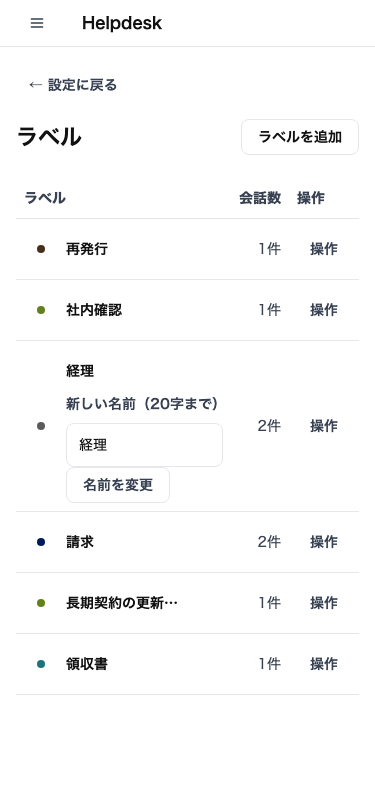 Helpdesk
← 設定に戻る
ラベル
ラベルを追加
ラベル 会話数 操作
再発行 1件 操作
社内確認 1件 操作
経理
新しい名前（20字まで）
経理
名前を変更
2件 操作
請求 2件 操作
長期契約の更新… 1件 操作
領収書 1件 操作